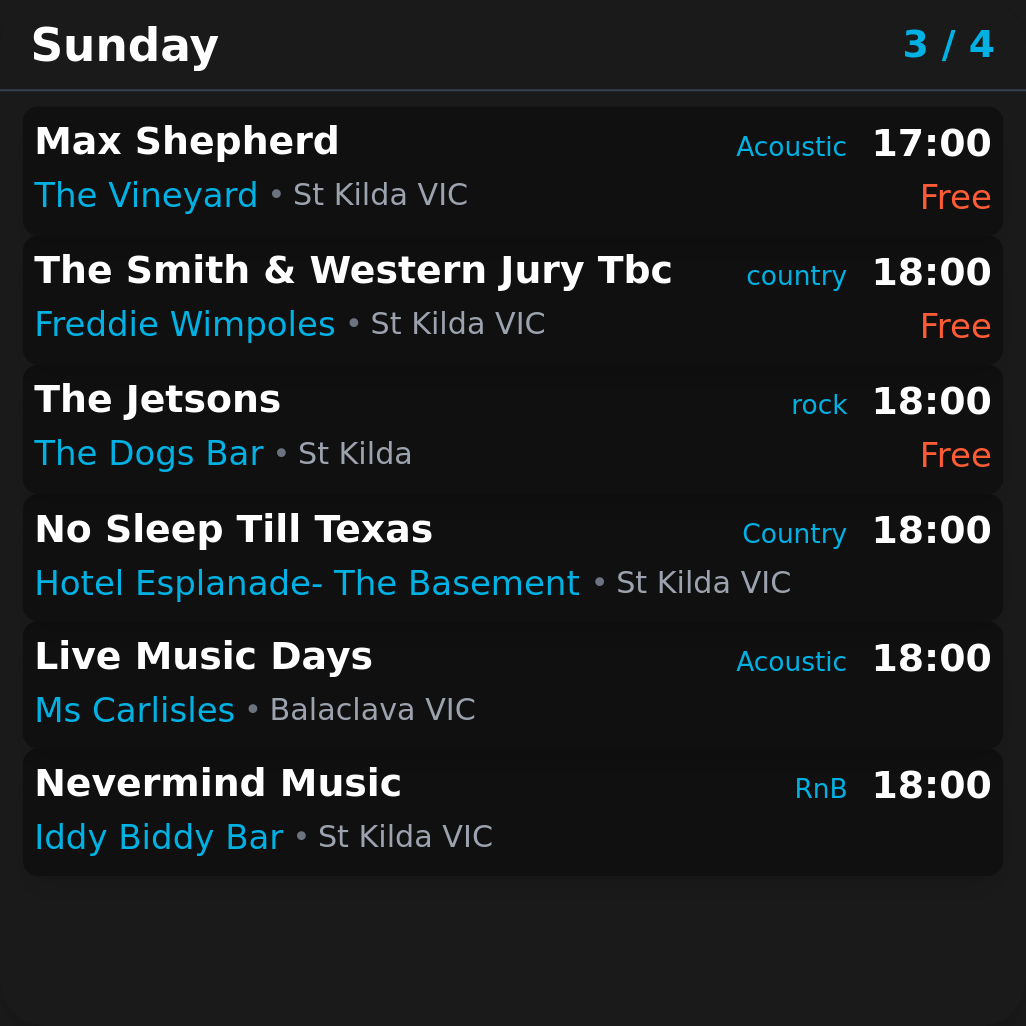 Sunday 3 / 4
Max Shepherd Acoustic 17:00
The Vineyard • St Kilda VIC Free
The Smith & Western Jury Tbc country 18:00
Freddie Wimpoles • St Kilda VIC Free
The Jetsons rock 18:00
The Dogs Bar • St Kilda Free
No Sleep Till Texas Country 18:00
Hotel Esplanade- The Basement • St Kilda VIC
Live Music Days Acoustic 18:00
Ms Carlisles • Balaclava VIC
Nevermind Music RnB 18:00
Iddy Biddy Bar • St Kilda VIC